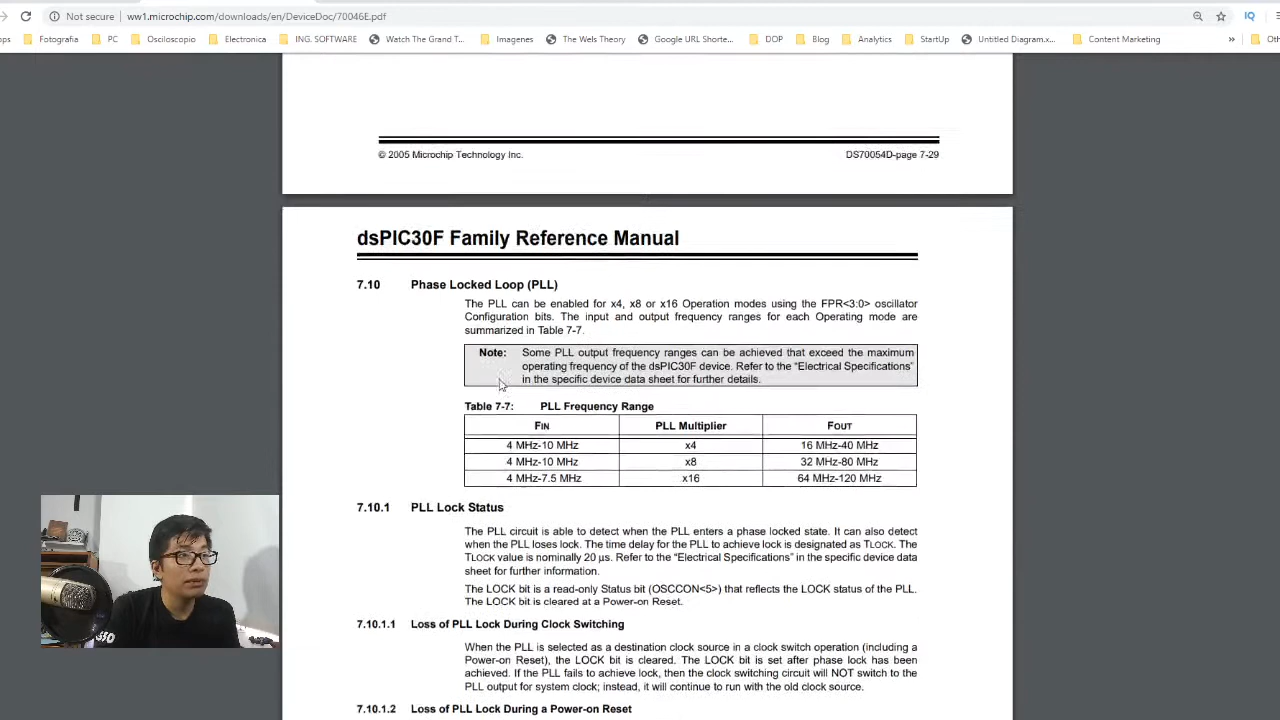 Not secure
ww1.microchip.com/downloads/en/DeviceDoc/70046E.pdf
Fotografia
PC
Osciloscopio
Electronica
ING. SOFTWARE
Watch The Grand T...
Imagenes
The Wels Theory
Google URL Shorte...
DOP
Blog
Analytics
StartUp
Untitled Diagram.x...
Content Marketing
»
© 2005 Microchip Technology Inc.
DS70054D-page 7-29
dsPIC30F Family Reference Manual
7.10 Phase Locked Loop (PLL)
The PLL can be enabled for x4, x8 or x16 Operation modes using the FPR<3:0> oscillator
Configuration bits. The input and output frequency ranges for each Operating mode are
summarized in Table 7-7.
Note: Some PLL output frequency ranges can be achieved that exceed the maximum
operating frequency of the dsPIC30F device. Refer to the "Electrical Specifications"
in the specific device data sheet for further details.
Table 7-7: PLL Frequency Range
FIN PLL Multiplier FOUT
4 MHz-10 MHz x4 16 MHz-40 MHz
4 MHz-10 MHz x8 32 MHz-80 MHz
4 MHz-7.5 MHz x16 64 MHz-120 MHz
7.10.1 PLL Lock Status
The PLL circuit is able to detect when the PLL enters a phase locked state. It can also detect
when the PLL loses lock. The time delay for the PLL to achieve lock is designated as TLOCK. The
TLOCK value is nominally 20 µs. Refer to the "Electrical Specifications" in the specific device data
sheet for further information.
The LOCK bit is a read-only Status bit (OSCCON<5>) that reflects the LOCK status of the PLL.
The LOCK bit is cleared at a Power-on Reset.
7.10.1.1 Loss of PLL Lock During Clock Switching
When the PLL is selected as a destination clock source in a clock switch operation (including a
Power-on Reset), the LOCK bit is cleared. The LOCK bit is set after phase lock has been
achieved. If the PLL fails to achieve lock, then the clock switching circuit will NOT switch to the
PLL output for system clock; instead, it will continue to run with the old clock source.
7.10.1.2 Loss of PLL Lock During a Power-on Reset